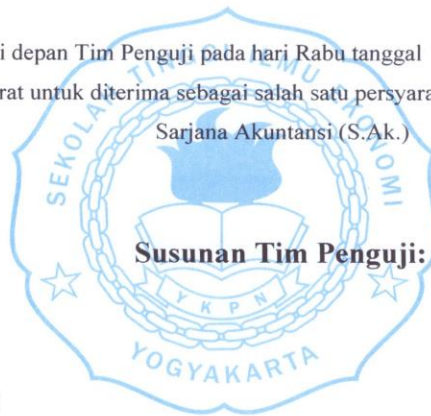 i depan Tim Penguji pada hari Rabu tanggal
rat untuk diterima sebagai salah satu persyara
Sarjana Akuntansi (S.Ak.)
Susunan Tim Penguji:
SEKOLAH TINGGI ILMU EKONOMI
YKPN
YOGYAKARTA